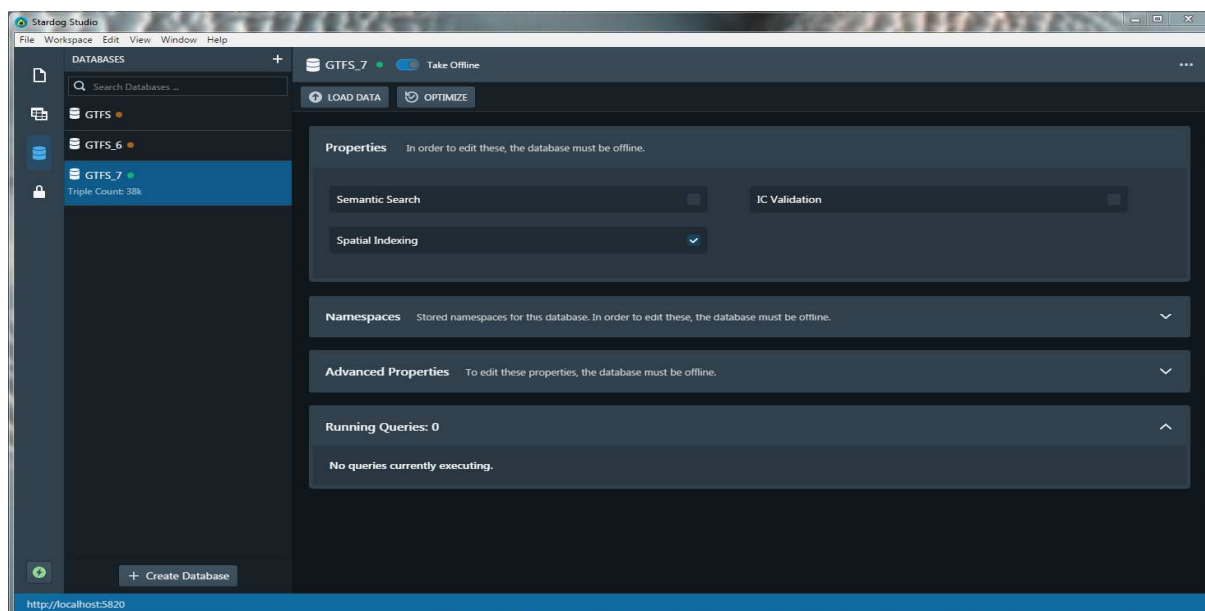 Stardog Studio
File Workspace Edit View Window Help
DATABASES +
Search Databases ...
GTFS
GTFS_6
GTFS_7
Triple Count: 38k
+ Create Database
GTFS_7 Take Offline ...
LOAD DATA OPTIMIZE
Properties In order to edit these, the database must be offline.
Semantic Search IC Validation
Spatial Indexing
Namespaces Stored namespaces for this database. In order to edit these, the database must be offline.
Advanced Properties To edit these properties, the database must be offline.
Running Queries: 0
No queries currently executing.
http://localhost:5820